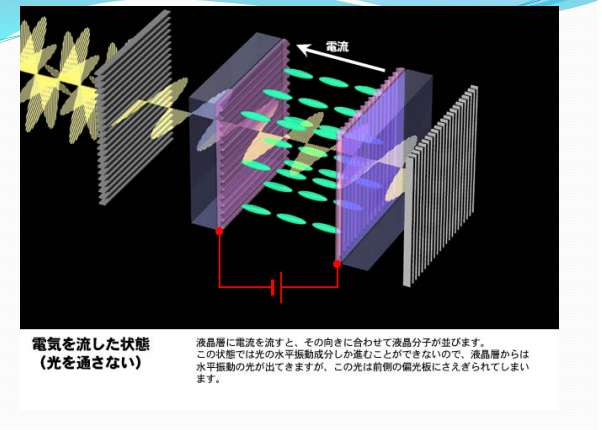 電流
電気を流した状態
（光を通さない）
液晶層に電流を流すと、その向きに合わせて液晶分子が並びます。
この状態では光の水平振動成分しか進むことができないので、液晶層からは
水平振動の光が出てきますが、この光は前側の偏光板にさえぎられてしまい
ます。